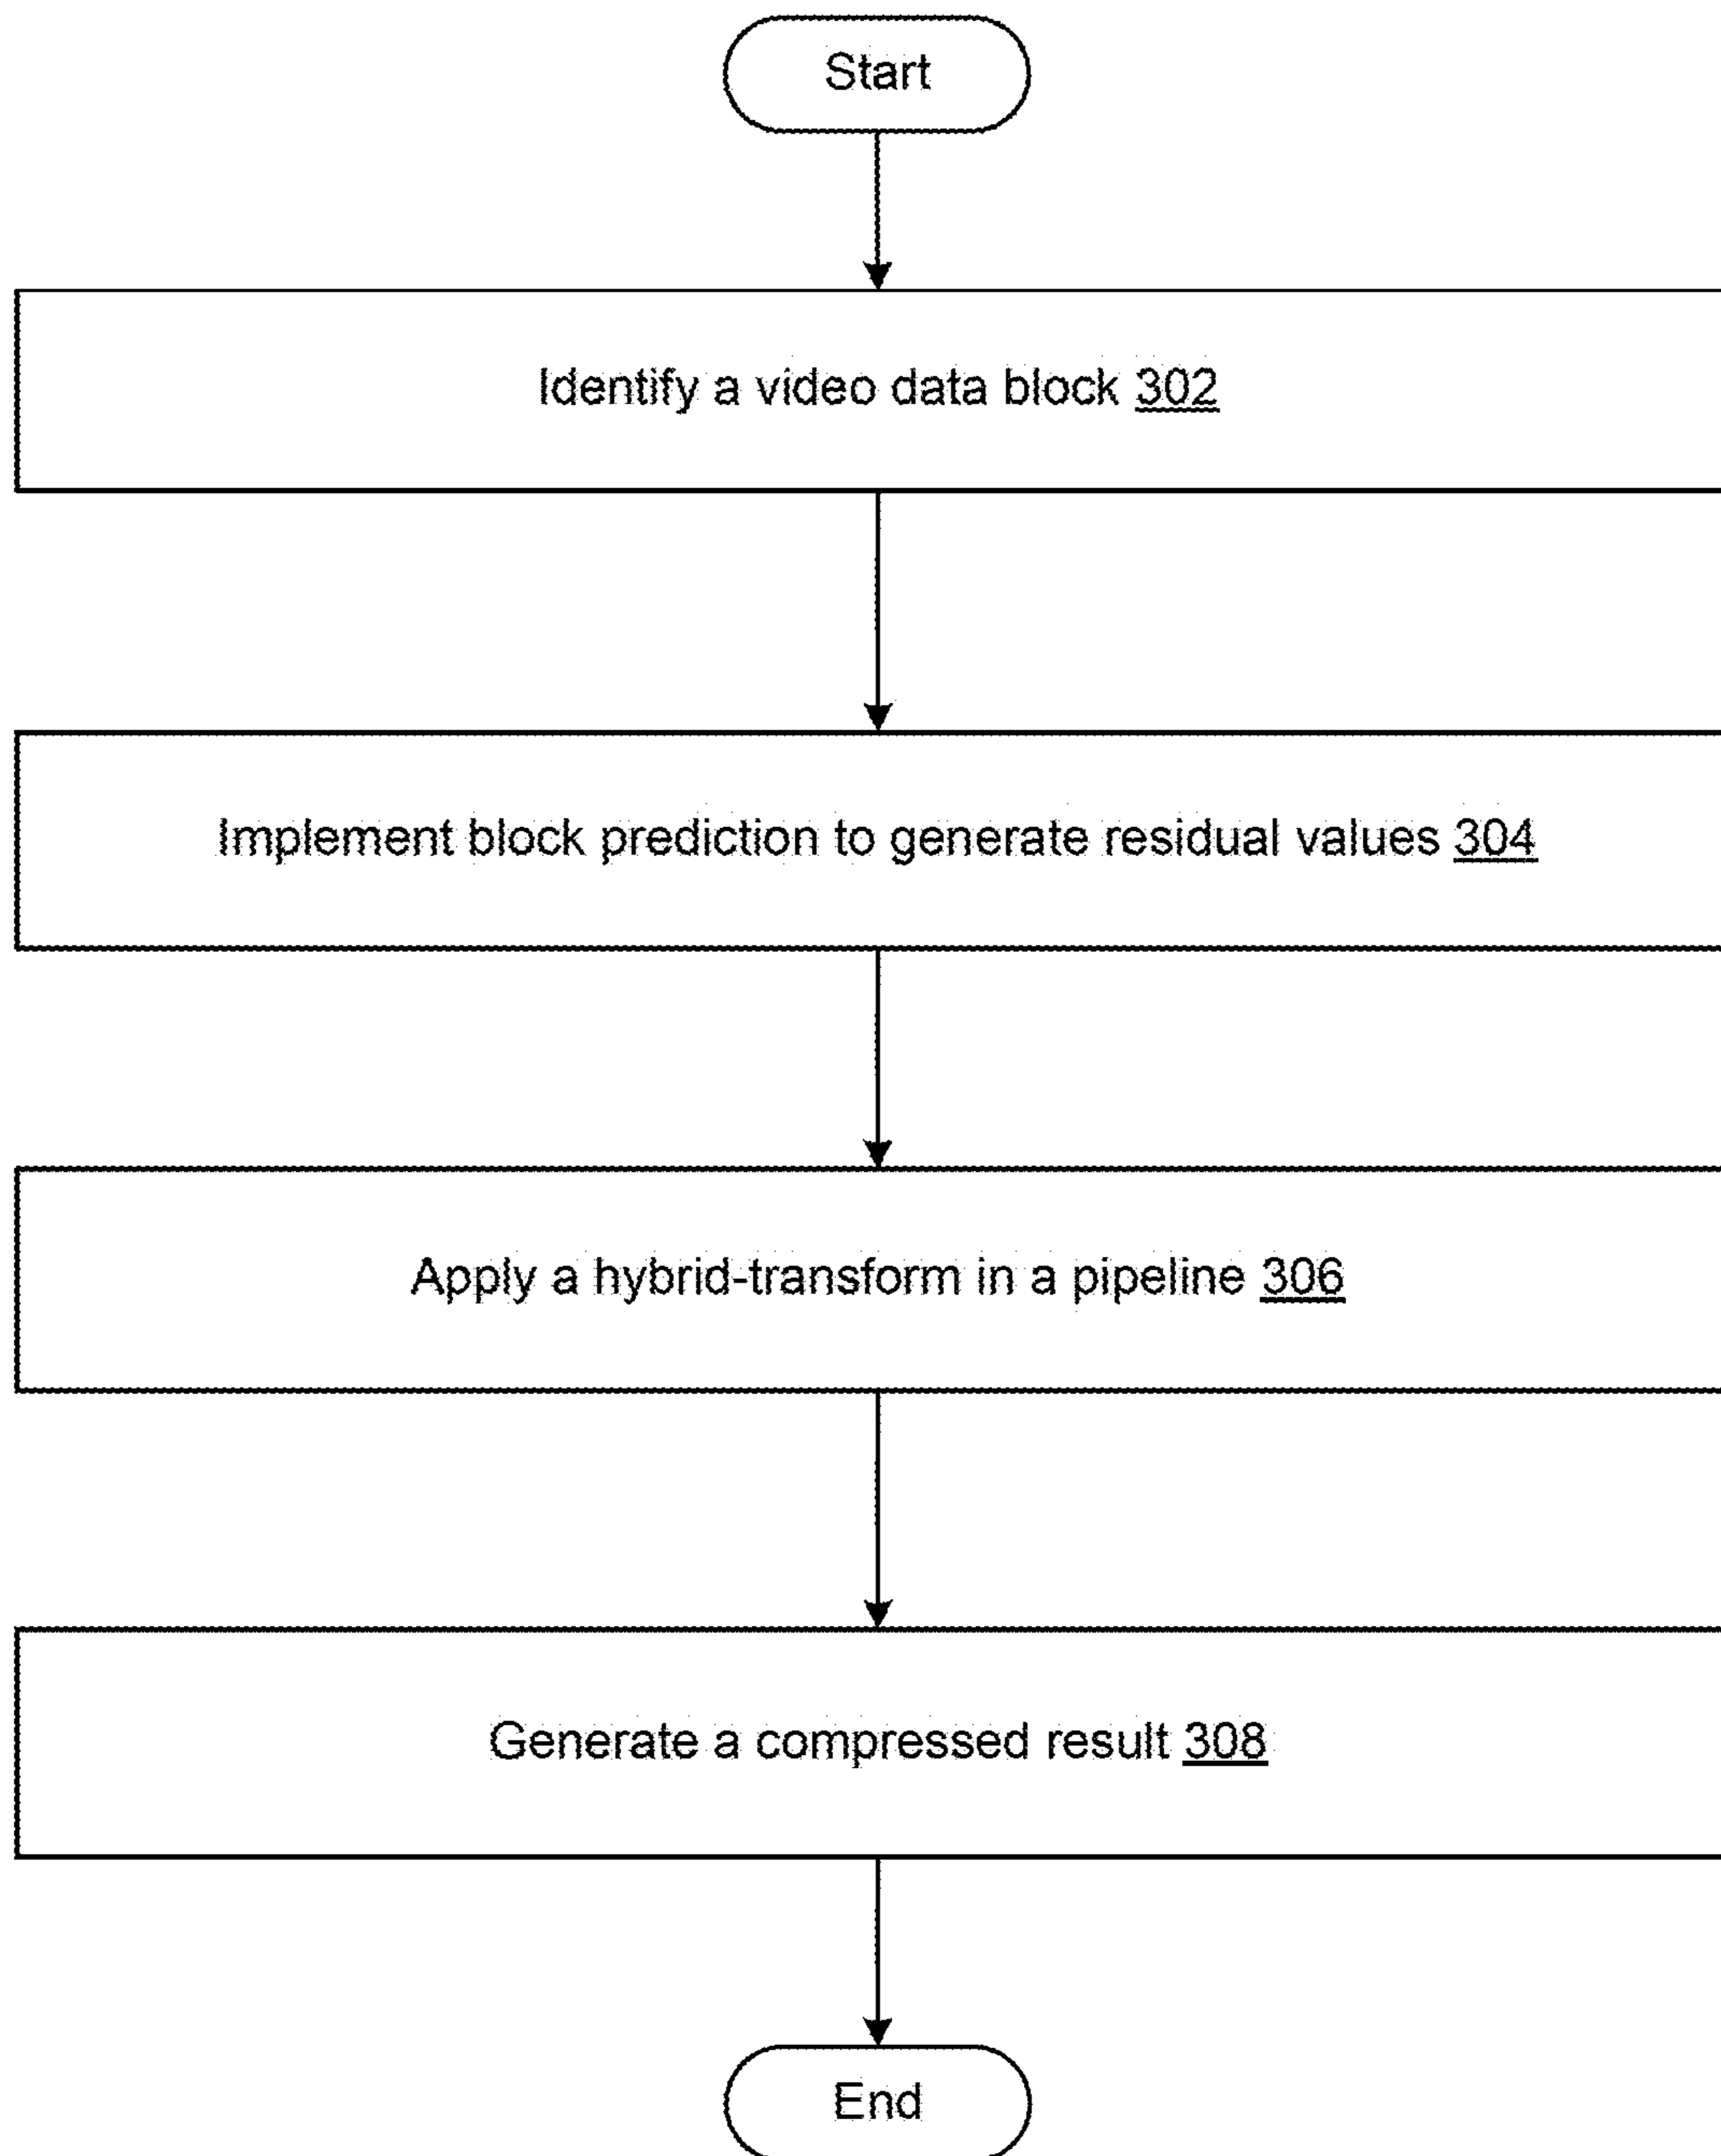 Start
Identify a video data block 302
Implement block prediction to generate residual values 304
Apply a hybrid-transform in a pipeline 306
Generate a compressed result 308
End